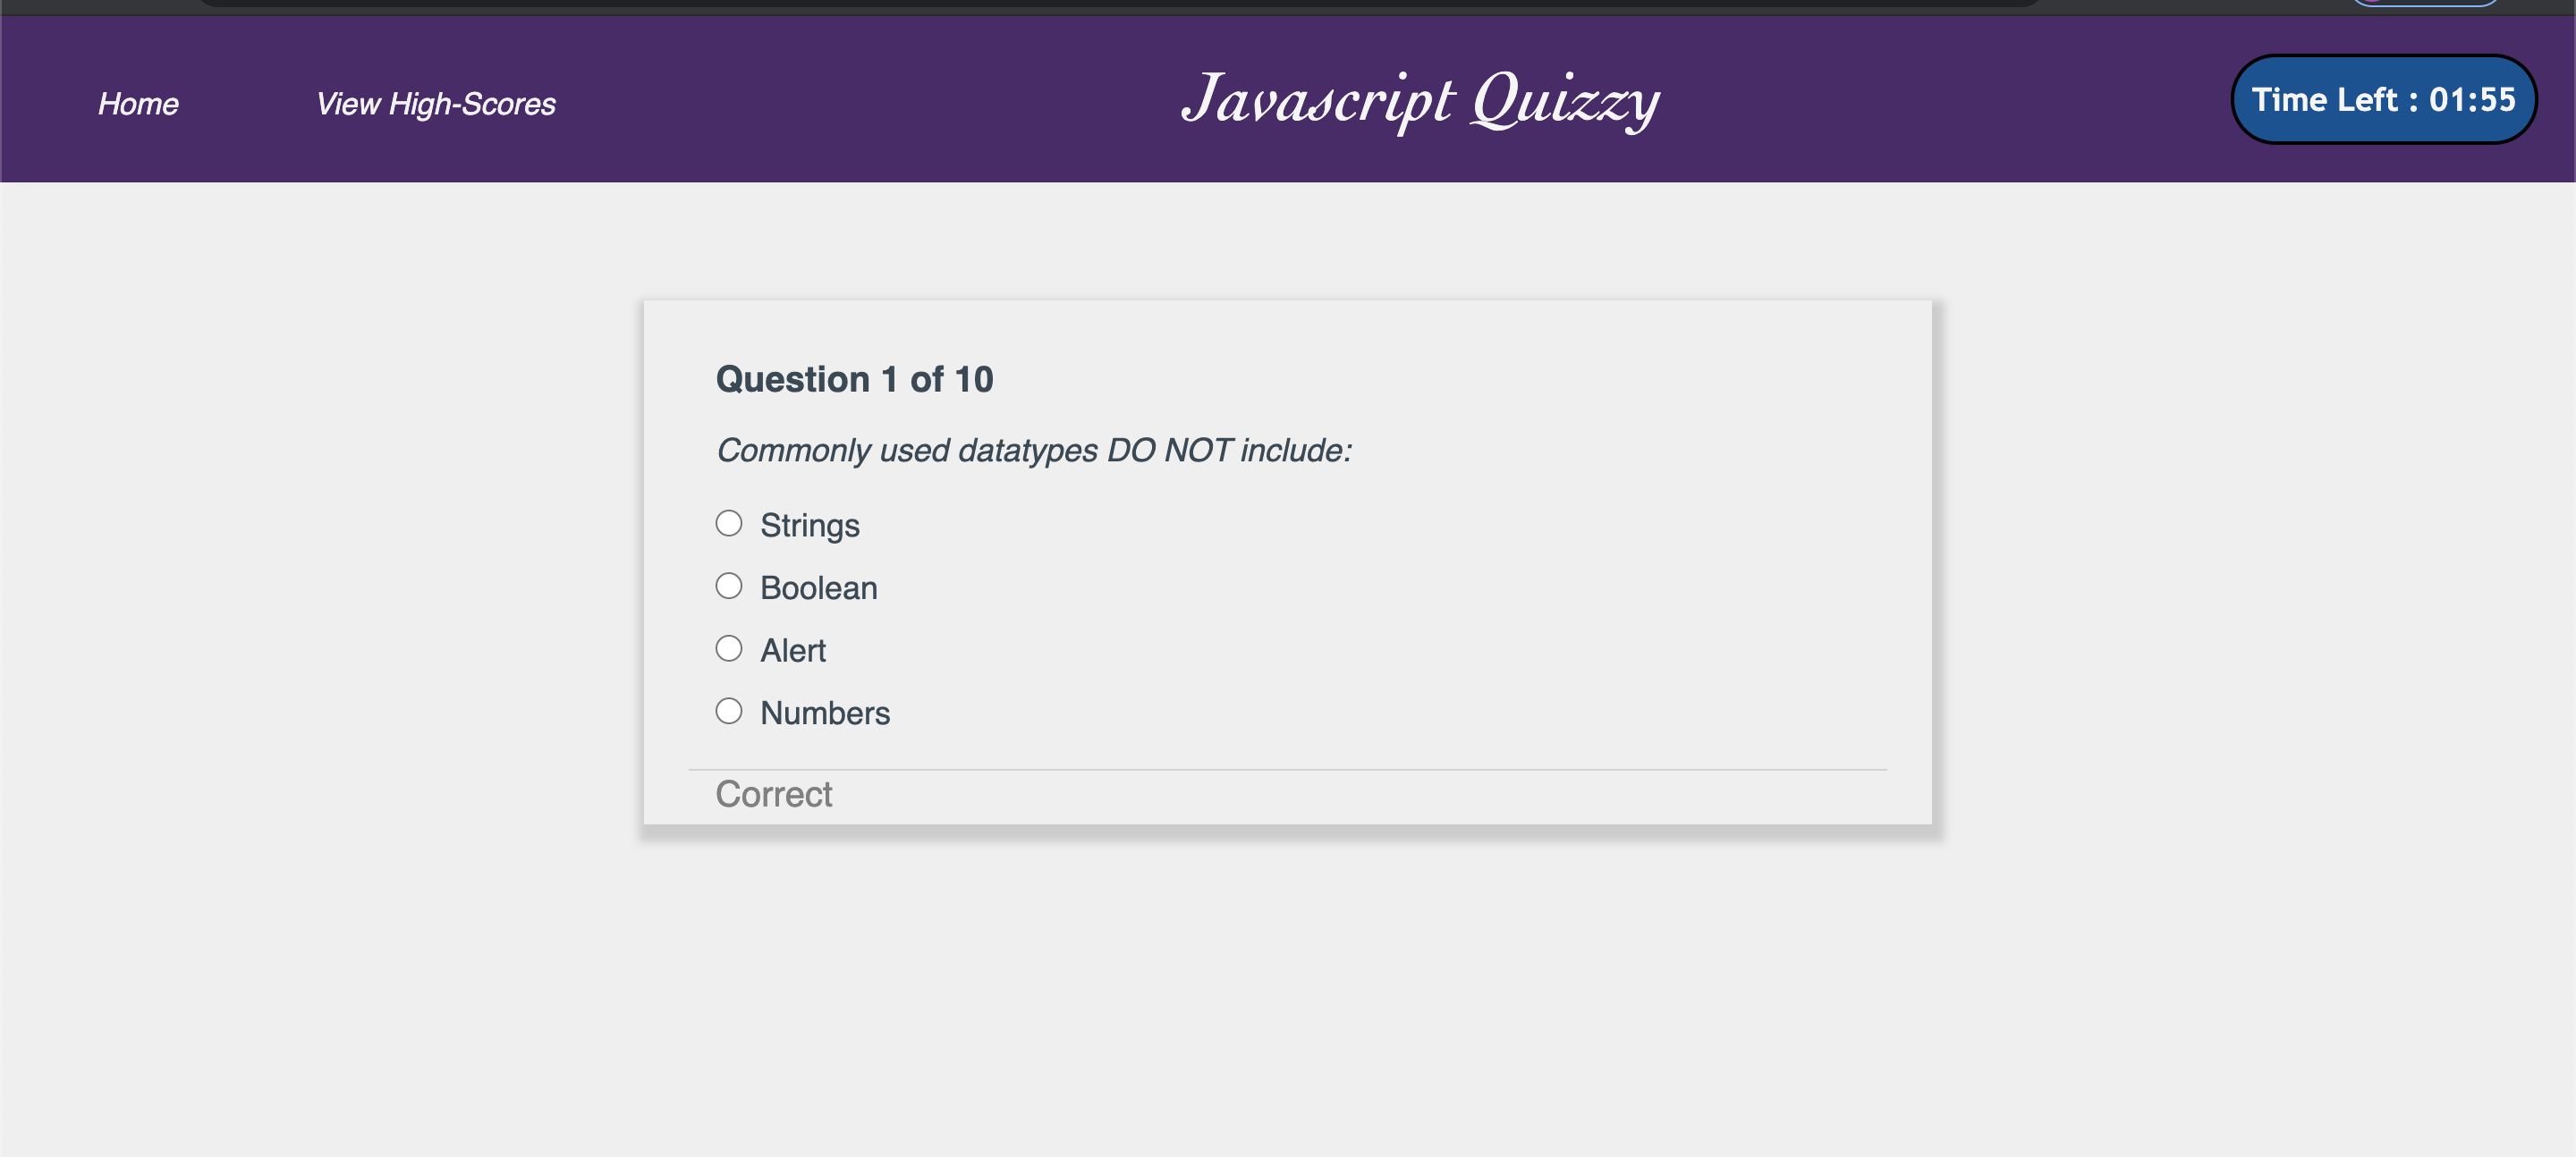 Home
View High-Scores
Javascript Quizzy
Time Left : 01:55
Question 1 of 10
Commonly used datatypes DO NOT include:
Strings
Boolean
Alert
Numbers
Correct